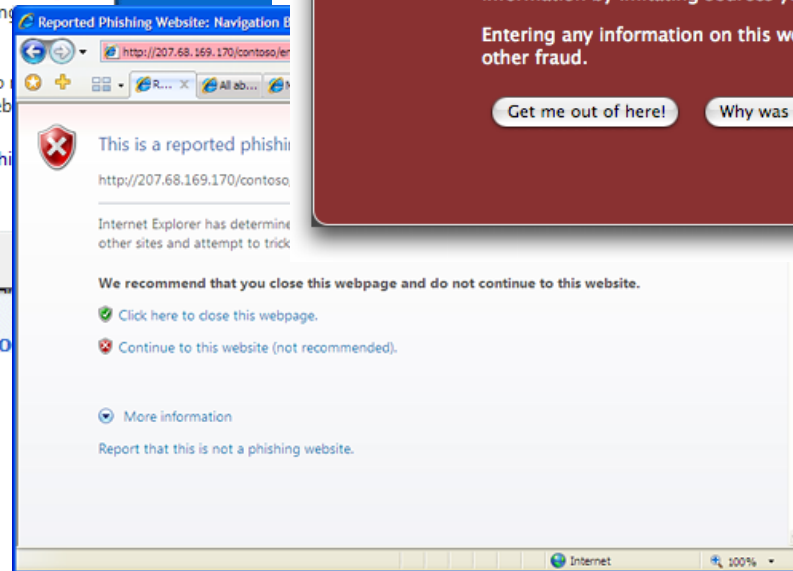 Entering any information on this
other fraud.
Get me out of here!
Why was
Reported Phishing Website: Navigation
http://207.68.169.170/contoso/en
R...
All ab...
This is a reported
http://207.68.169.170/contoso
Internet Explorer has
other sites and attempt to trick
We recommend that you close this webpage and do not continue to this website.
Click here to close this webpage.
Continue to this website (not recommended).
More information
Report that this is not a phishing website.
Internet
100%